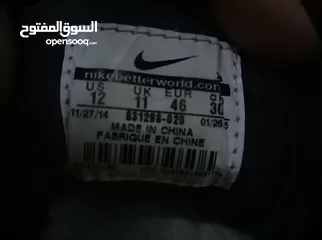 السوق المفتوح
opensooq.com
nikebetterworld.com
US UK EUR cm
12 11 46 30
11/27/14 01/26/15
631288-020
MADE IN CHINA
FABRIQUE EN CHINE